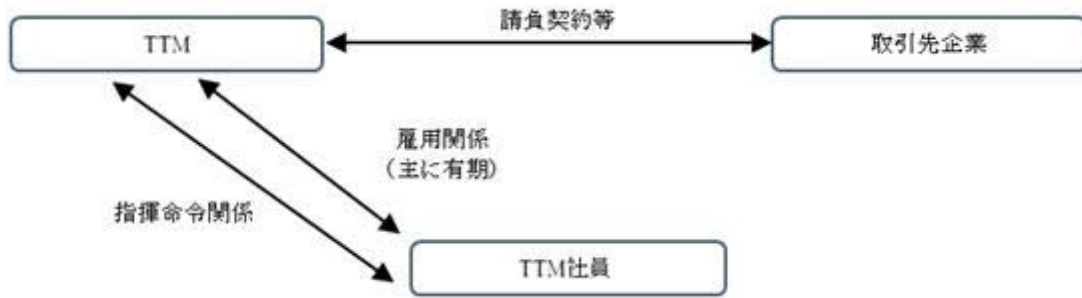 請負契約等
TTM
取引先企業
雇用関係
（主に有期）
指揮命令関係
TTM社員